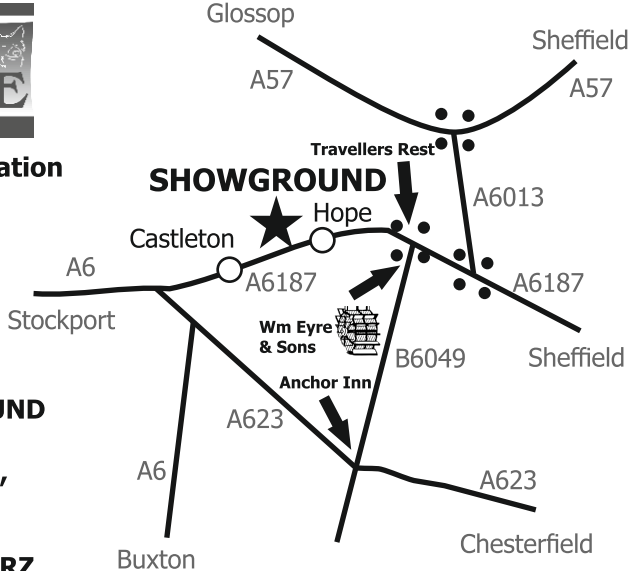 Glossop
Sheffield
A57
A57
E
Travellers Rest
ation
SHOWGROUND
A6013
Hope
Castleton
A6
A6187
A6187
Stockport
Wm Eyre
& Sons
B6049
Sheffield
Anchor Inn
UND
A623
,
A6
A623
Chesterfield
Buxton
RZ